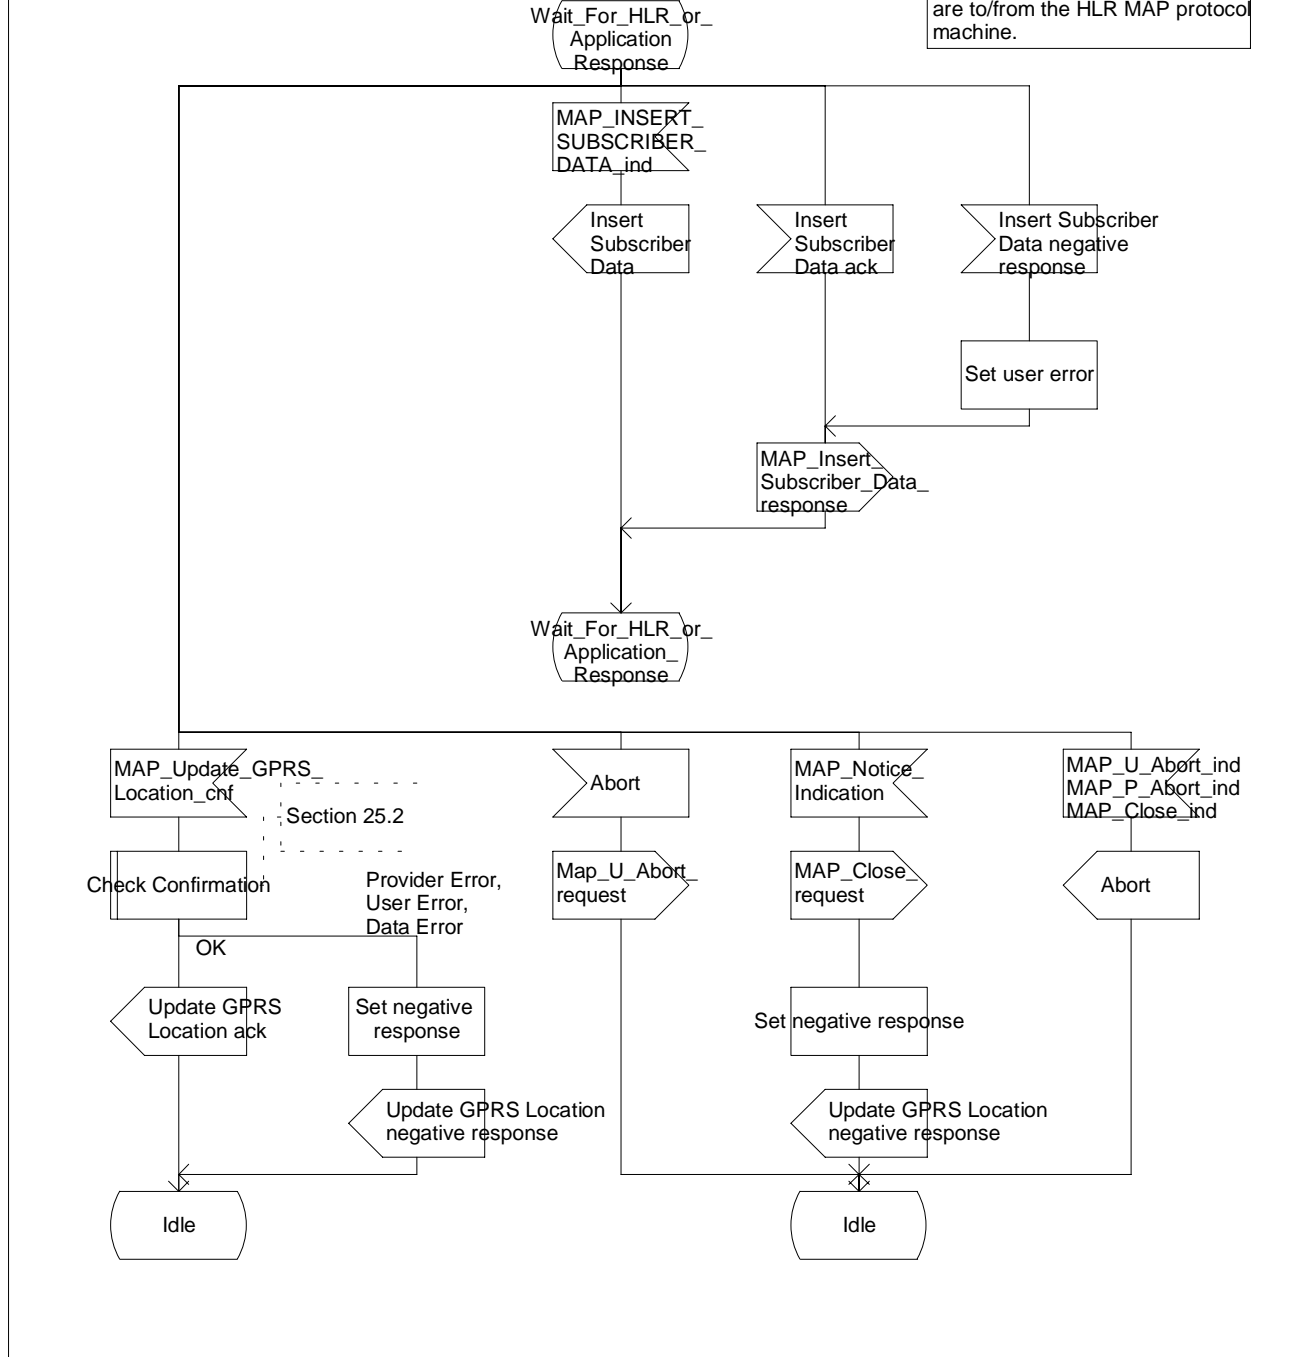 are to/from the HLR MAP protocol
machine.
Wait_For_HLR_or_
Application
Response
MAP_INSERT_
SUBSCRIBER_
DATA_ind
Insert
Subscriber
Data
Insert
Subscriber
Data ack
Insert Subscriber
Data negative
response
Set user error
MAP_Insert_
Subscriber_Data_
response
Wait_For_HLR_or_
Application_
Response
MAP_Update_GPRS_
Location_cnf
Section 25.2
Abort
MAP_Notice_
Indication
MAP_U_Abort_ind
MAP_P_Abort_ind
MAP_Close_ind
Check Confirmation
Provider Error,
User Error,
Data Error
OK
Map_U_Abort_
request
MAP_Close_
request
Abort
Update GPRS
Location ack
Set negative
response
Set negative response
Update GPRS Location
negative response
Update GPRS Location
negative response
Idle
Idle